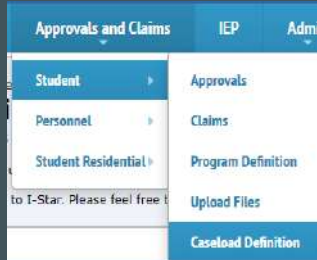 Approvals and Claims IEP Admi
Student Approvals
Personnel Claims
Student Residential Program Definition
to I-Star. Please feel free t Upload Files
Caseload Definition